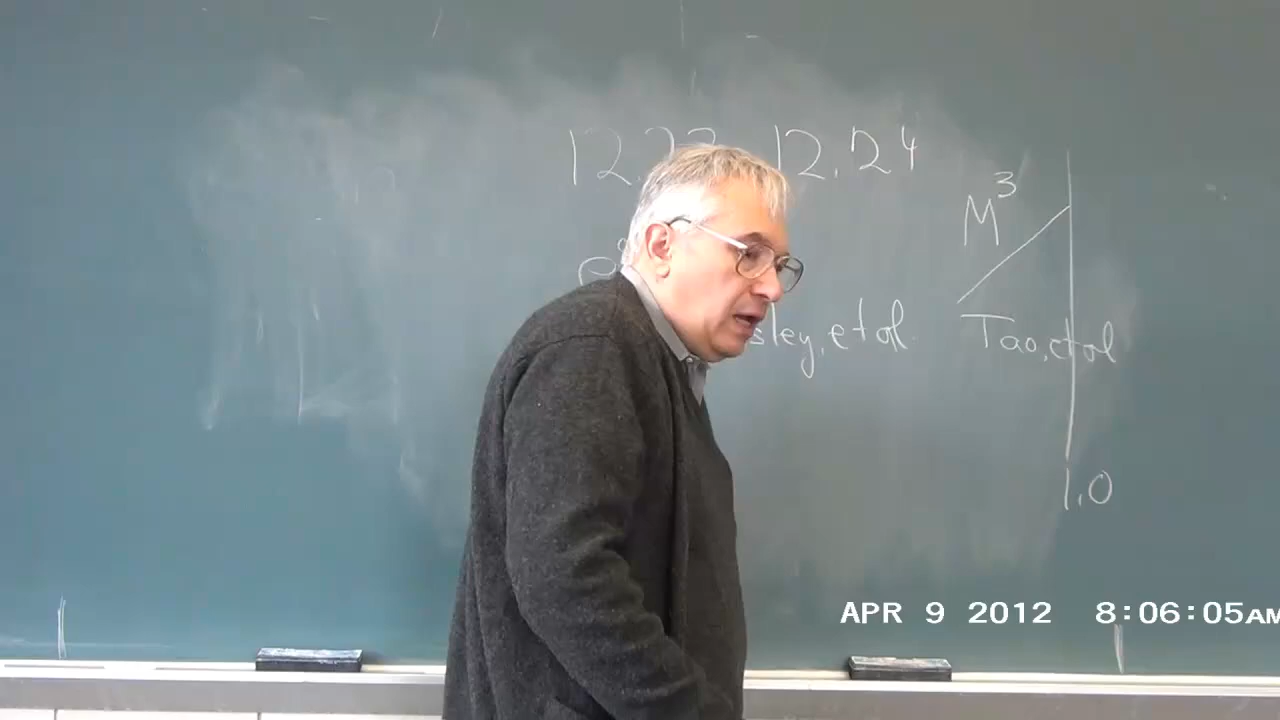 12.23 12.24
M³
sley, et al. Tao, et al
1.0
APR 9 2012 8:06:05AM